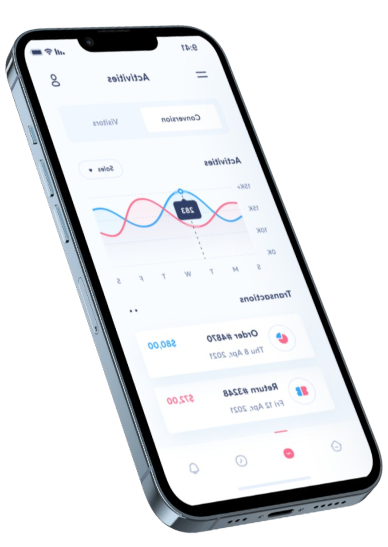 9:41
Activities
Conversion
Visitors
Activities
Sales
15K+
15K
10K
0K
283
S M T W T F S
Transactions
Order #4870
$80,00
Thu 8 Apr, 2021
Return #3248
$72,00
Fri 12 Apr, 2021